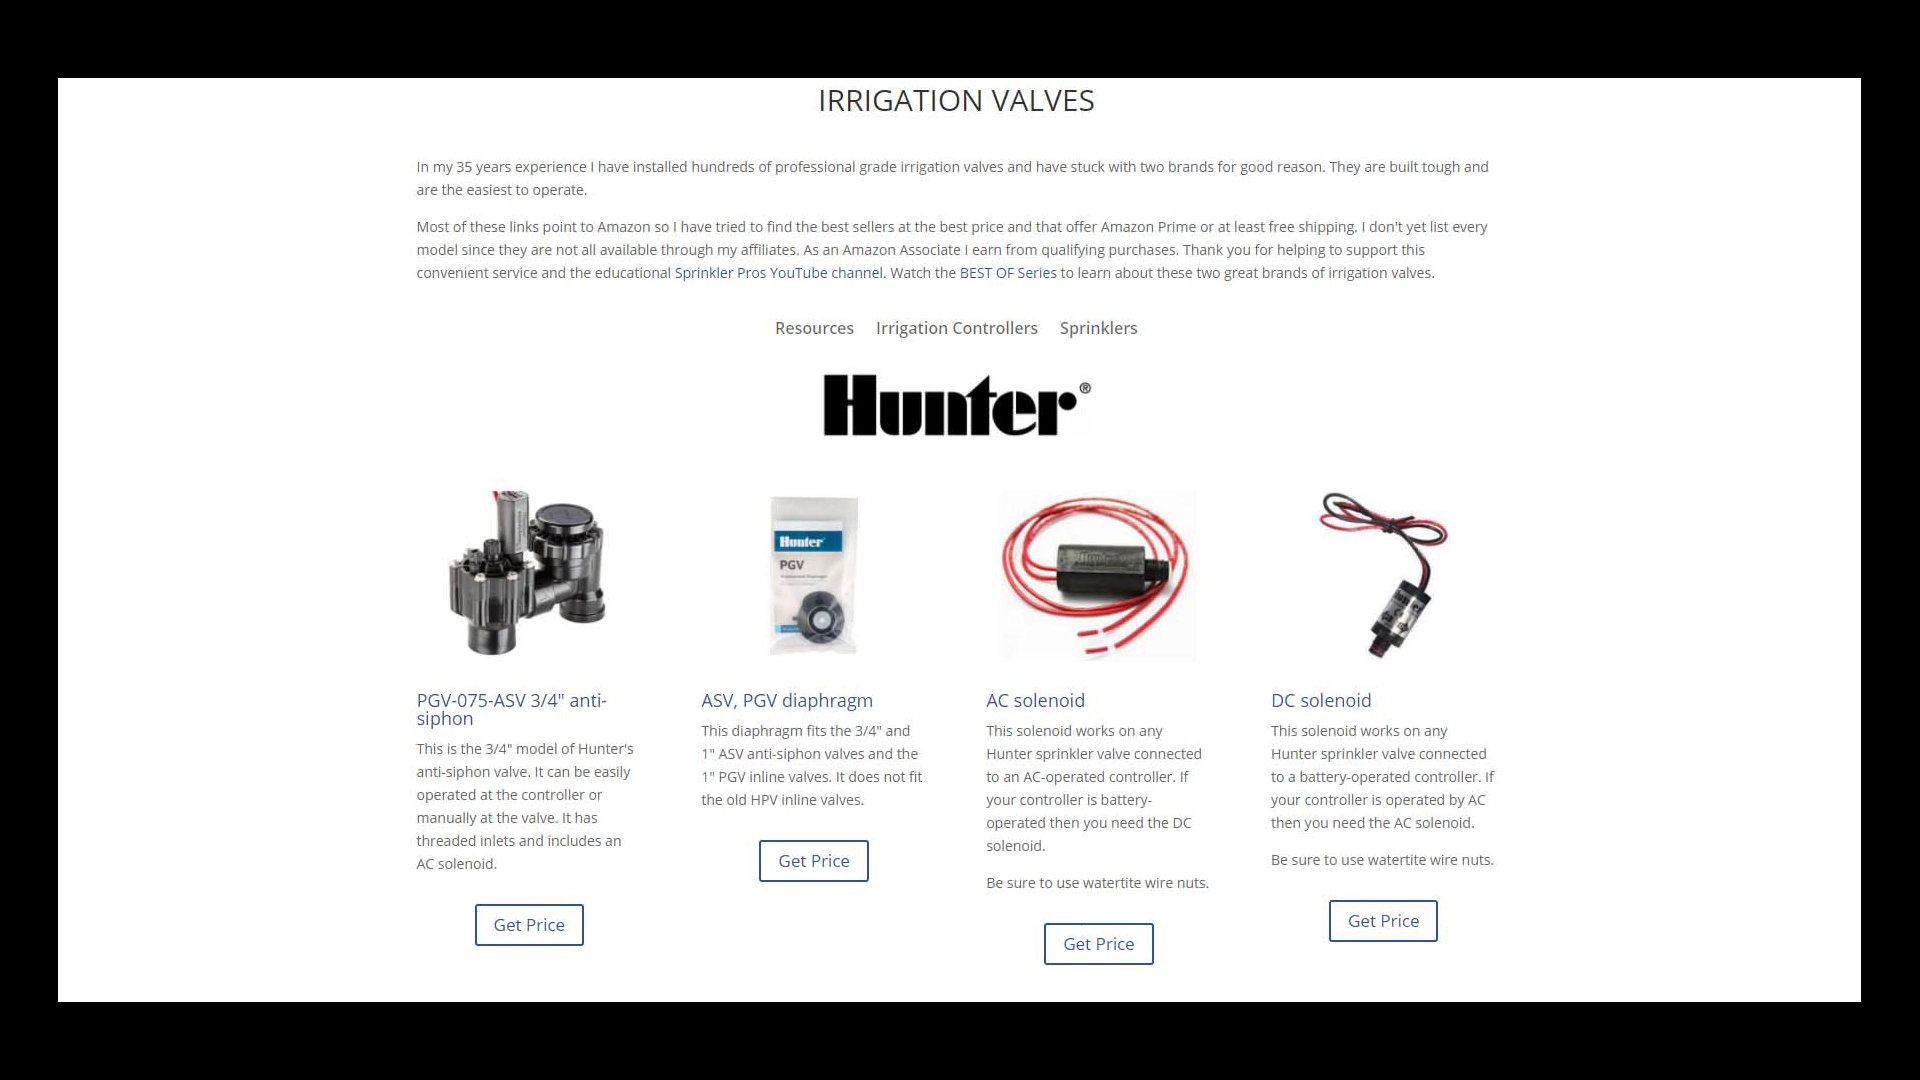 IRRIGATION VALVES
In my 35 years experience I have installed hundreds of professional grade irrigation valves and have stuck with two brands for good reason. They are built tough and
are the easiest to operate.
Most of these links point to Amazon so I have tried to find the best sellers at the best price and that offer Amazon Prime or at least free shipping. I don't yet list every
model since they are not all available through my affiliates. As an Amazon Associate I earn from qualifying purchases. Thank you for helping to support this
convenient service and the educational Sprinkler Pros YouTube channel. Watch the BEST OF Series to learn about these two great brands of irrigation valves.
Resources Irrigation Controllers Sprinklers
Hunter®
Hunter
PGV
PGV-075-ASV 3/4" anti-
siphon
This is the 3/4" model of Hunter's
anti-siphon valve. It can be easily
operated at the controller or
manually at the valve. It has
threaded inlets and includes an
AC solenoid.
Get Price
ASV, PGV diaphragm
This diaphragm fits the 3/4" and
1" ASV anti-siphon valves and the
1" PGV inline valves. It does not fit
the old HPV inline valves.
Get Price
AC solenoid
This solenoid works on any
Hunter sprinkler valve connected
to an AC-operated controller. If
your controller is battery-
operated then you need the DC
solenoid.
Be sure to use watertite wire nuts.
Get Price
DC solenoid
This solenoid works on any
Hunter sprinkler valve connected
to a battery-operated controller. If
your controller is operated by AC
then you need the AC solenoid.
Be sure to use watertite wire nuts.
Get Price